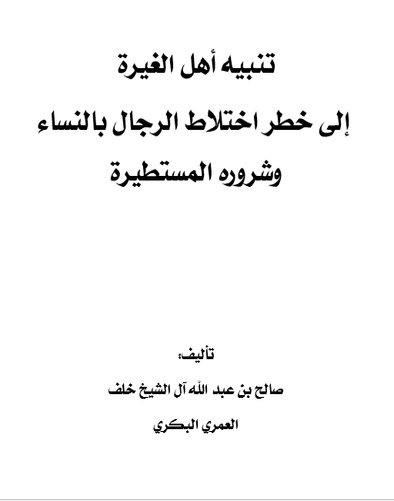 تنبيه أهل الغيرة
إلى خطر اختلاط الرجال بالنساء
وشروره المستطيرة
تأليف:
صالح بن عبد الله آل الشيخ خلف
العمري البكري